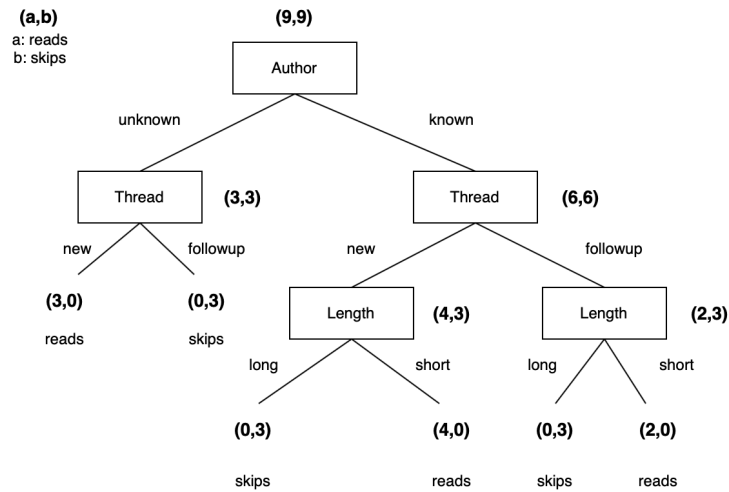 (a,b)
a: reads
b: skips
(9,9)
Author
unknown
known
Thread
(3,3)
Thread
(6,6)
new
followup
new
followup
(3,0)
(0,3)
Length
(4,3)
Length
(2,3)
reads
skips
long
short
long
short
(0,3)
(4,0)
(0,3)
(2,0)
skips
reads
skips
reads